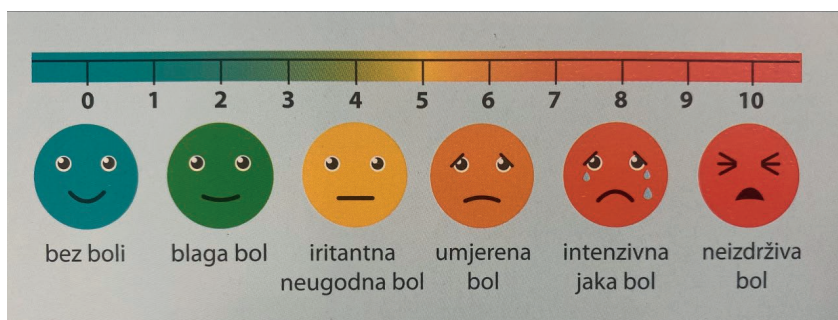 0 1 2 3 4 5 6 7 8 9 10
bez boli blaga bol iritantna umjerena intenzivna neizdrživa
neugodna bol bol jaka bol bol